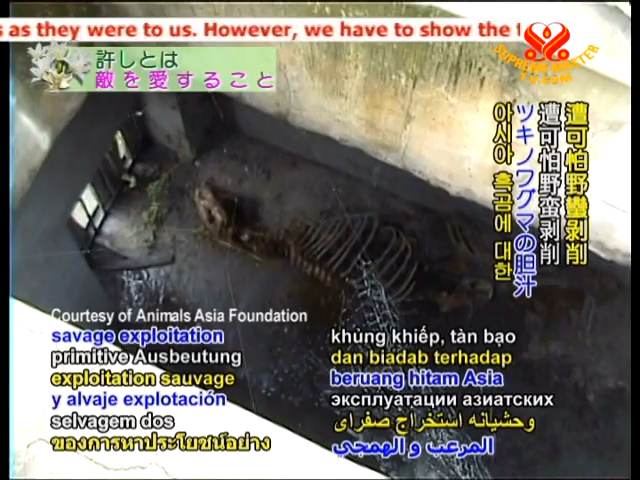 s as they were to us. However, we have to show the t
SUPREME MASTER
TV.COM
許しとは
敵を愛すること
遭可怕野蠻剥削
遭可怕野蛮剥削
ツキノワグマの胆汁
아시아 흑곰에 대한
Courtesy of Animals Asia Foundation
savage exploitation
primitive Ausbeutung
exploitation sauvage
y alvaje explotación
selvagem dos
ของการหาประโยชน์อย่าง
khủng khiếp, tàn bạo
dan biadab terhadap
beruang hitam Asia
эксплуатации азиатских
وحشیانه استخراج صفرای
المرعب و الهمجي